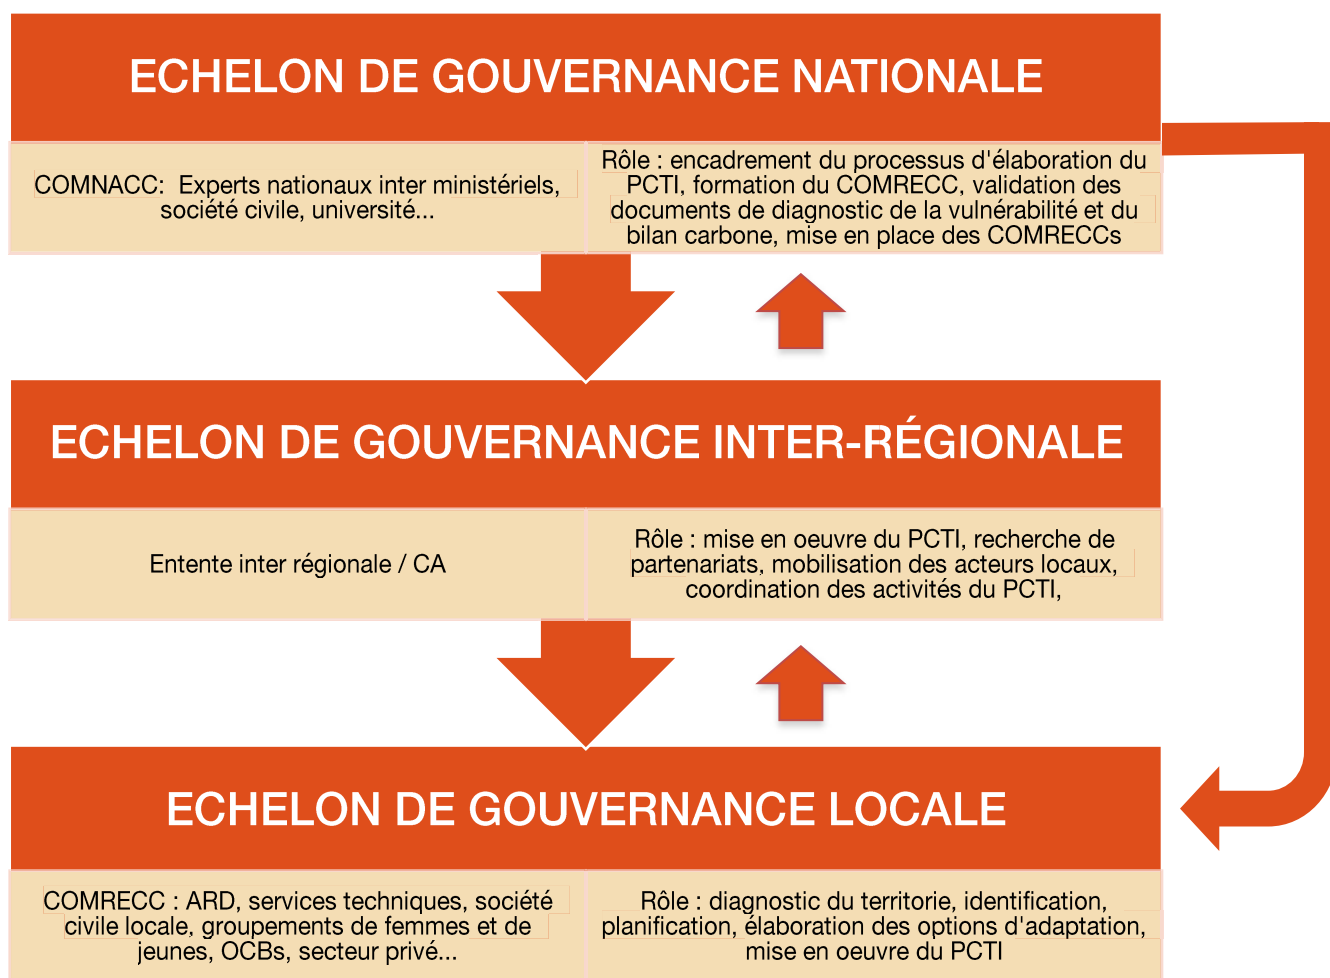 ECHELON DE GOUVERNANCE NATIONALE
COMNACC:  Experts nationaux inter ministériels,
société civile, université...
Rôle : encadrement du processus d'élaboration du
PCTI, formation du COMRECC, validation des
documents de diagnostic de la vulnérabilité et du
bilan carbone, mise en place des COMRECCs
ECHELON DE GOUVERNANCE INTER-RÉGIONALE
Entente inter régionale / CA
Rôle : mise en oeuvre du PCTI, recherche de
partenariats, mobilisation des acteurs locaux,
coordination des activités du PCTI,
ECHELON DE GOUVERNANCE LOCALE
COMRECC : ARD, services techniques, société
civile locale, groupements de femmes et de
jeunes, OCBs, secteur privé...
Rôle : diagnostic du territorie, identification,
planification, élaboration des options d'adaptation,
mise en oeuvre du PCTI